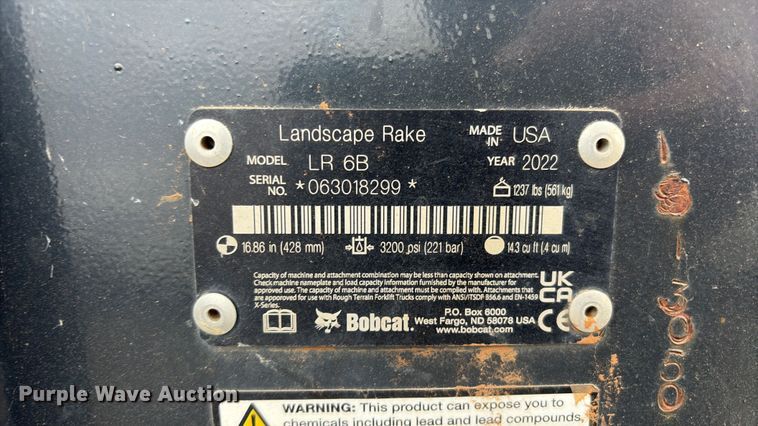 Landscape Rake MADE IN USA
MODEL LR 6B YEAR 2022
SERIAL NO. *063018299* 1237 lbs (561 kg)
16.86 in (428 mm) 3200 psi (221 bar) 14.3 cu ft (.4 cu m)
Capacity of machine and attachment combination may be less than capacity shown on attachment.
Check machine nameplate and load capacity information furnished by the manufacturer for
approved use. The attachment must be compiled with. Attachments that
are approved for use with Rough Terrain Forklift Trucks comply with ANSI/ITSDF B56.6 and EN-1459
X-Series.
UK
CA
Bobcat. P.O. Box 6000
West Fargo, ND 58078 USA
www.bobcat.com
CE
WARNING: This product can expose you to
chemicals including lead and lead compounds,
Purple Wave Auction